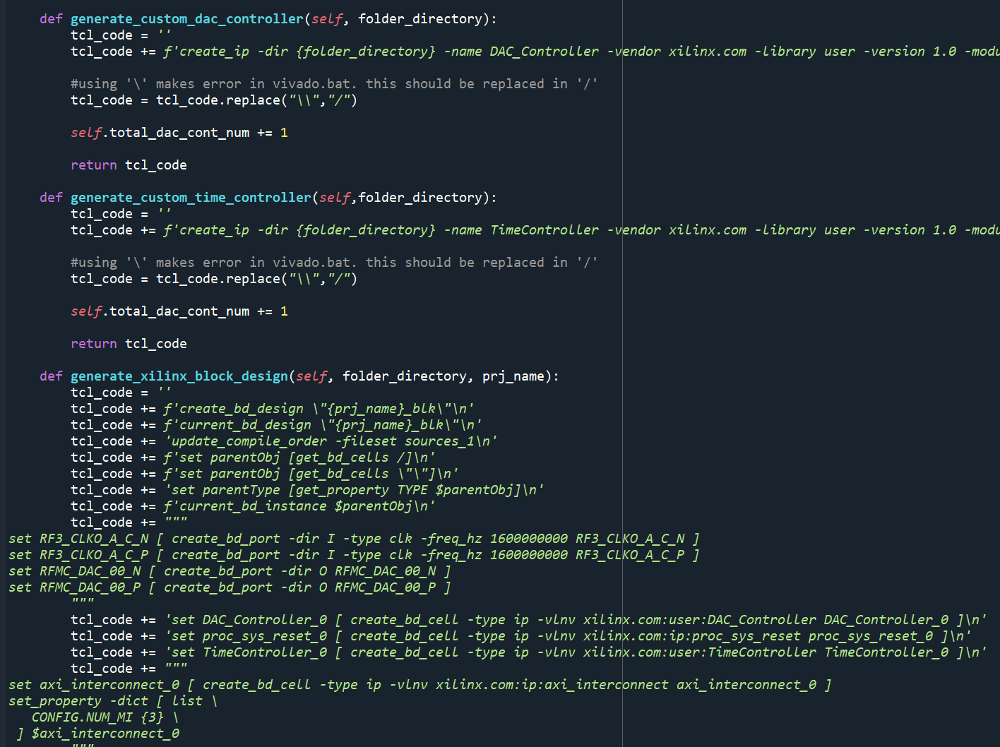 def generate_custom_dac_controller(self, folder_directory):
tcl_code = ''
tcl_code += f'create_ip -dir {folder_directory} -name DAC_Controller -vendor xilinx.com -library user -version 1.0 -modu
#using '\' makes error in vivado.bat. this should be replaced in '/'
tcl_code = tcl_code.replace("\\","/")
self.total_dac_cont_num += 1
return tcl_code
def generate_custom_time_controller(self,folder_directory):
tcl_code = ''
tcl_code += f'create_ip -dir {folder_directory} -name TimeController -vendor xilinx.com -library user -version 1.0 -modu
#using '\' makes error in vivado.bat. this should be replaced in '/'
tcl_code = tcl_code.replace("\\","/")
self.total_dac_cont_num += 1
return tcl_code
def generate_xilinx_block_design(self, folder_directory, prj_name):
tcl_code = ''
tcl_code += f'create_bd_design \"{prj_name}_blk\"\n'
tcl_code += f'current_bd_design \"{prj_name}_blk\"\n'
tcl_code += 'update_compile_order -fileset sources_1\n'
tcl_code += f'set parentObj [get_bd_cells /]\n'
tcl_code += f'set parentObj [get_bd_cells \"\"]\n'
tcl_code += 'set parentType [get_property TYPE $parentObj]\n'
tcl_code += f'current_bd_instance $parentObj\n'
tcl_code += """
set RF3_CLKO_A_C_N [ create_bd_port -dir I -type clk -freq_hz 1600000000 RF3_CLKO_A_C_N ]
set RF3_CLKO_A_C_P [ create_bd_port -dir I -type clk -freq_hz 1600000000 RF3_CLKO_A_C_P ]
set RFMC_DAC_00_N [ create_bd_port -dir O RFMC_DAC_00_N ]
set RFMC_DAC_00_P [ create_bd_port -dir O RFMC_DAC_00_P ]
"""
tcl_code += 'set DAC_Controller_0 [ create_bd_cell -type ip -vlnv xilinx.com:user:DAC_Controller DAC_Controller_0 ]\n'
tcl_code += 'set proc_sys_reset_0 [ create_bd_cell -type ip -vlnv xilinx.com:ip:proc_sys_reset proc_sys_reset_0 ]\n'
tcl_code += 'set TimeController_0 [ create_bd_cell -type ip -vlnv xilinx.com:user:TimeController TimeController_0 ]\n'
tcl_code += """
set axi_interconnect_0 [ create_bd_cell -type ip -vlnv xilinx.com:ip:axi_interconnect axi_interconnect_0 ]
set_property -dict [ list \
CONFIG.NUM_MI {3} \
] $axi_interconnect_0
"""